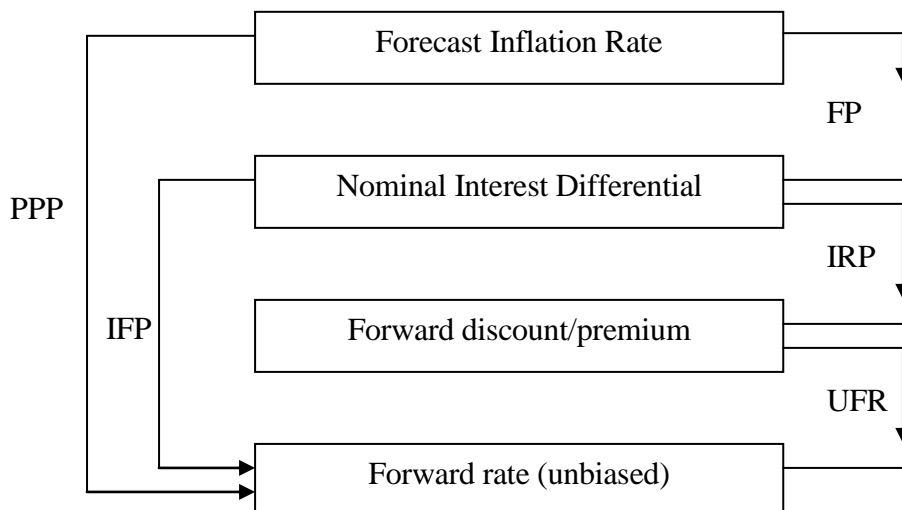 Forecast Inflation Rate
FP
Nominal Interest Differential
PPP
IRP
IFP
Forward discount/premium
UFR
Forward rate (unbiased)